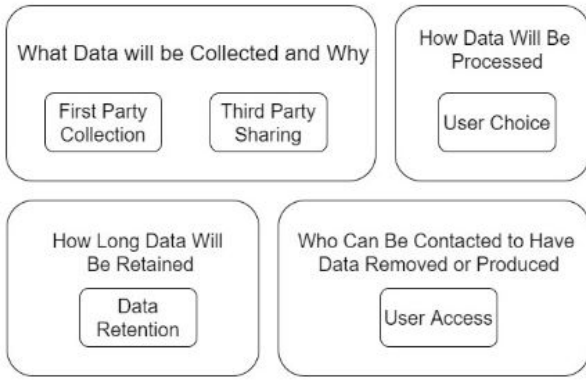 What Data will be Collected and Why
First Party
Collection
Third Party
Sharing
How Data Will Be
Processed
User Choice
How Long Data Will
Be Retained
Data
Retention
Who Can Be Contacted to Have
Data Removed or Produced
User Access